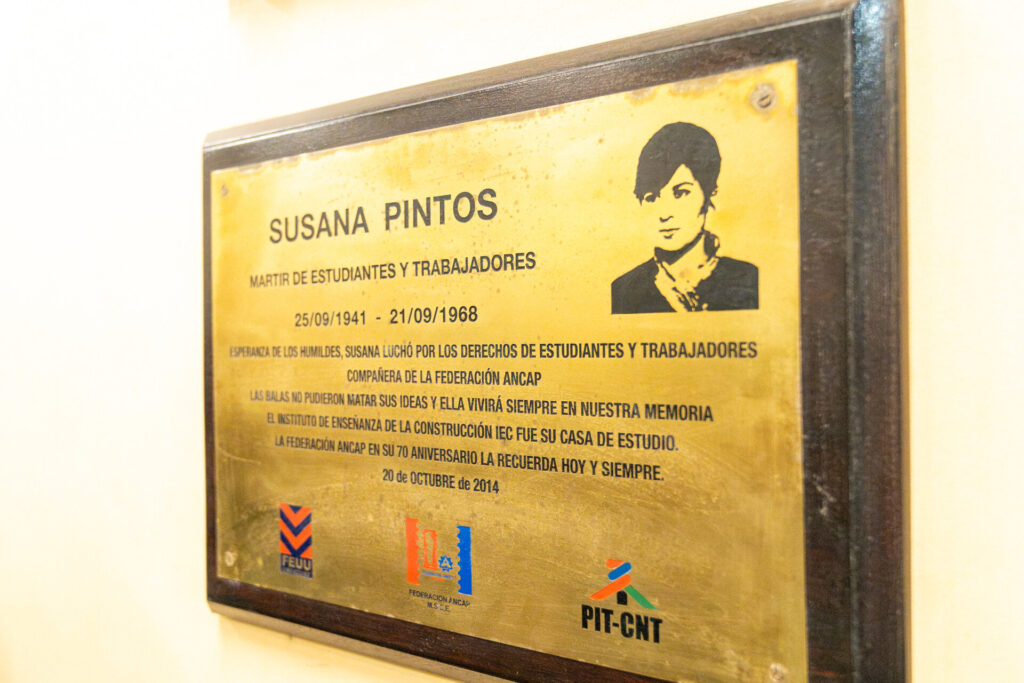 SUSANA PINTOS
MARTIR DE ESTUDIANTES Y TRABAJADORES
25/09/1941 - 21/09/1968
ESPERANZA DE LOS HUMILDES, SUSANA LUCHÓ POR LOS DERECHOS DE ESTUDIANTES Y TRABAJADORES
COMPAÑERA DE LA FEDERACIÓN ANCAP
LAS BALAS NO PUDIERON MATAR SUS IDEAS Y ELLA VIVIRÁ SIEMPRE EN NUESTRA MEMORIA
EL INSTITUTO DE ENSEÑANZA DE LA CONSTRUCCIÓN IEC FUE SU CASA DE ESTUDIO.
LA FEDERACIÓN ANCAP EN SU 70 ANIVERSARIO LA RECUERDA HOY Y SIEMPRE.
20 de OCTUBRE de 2014
FEUU
FEDERACION ANCAP
PIT-CNT